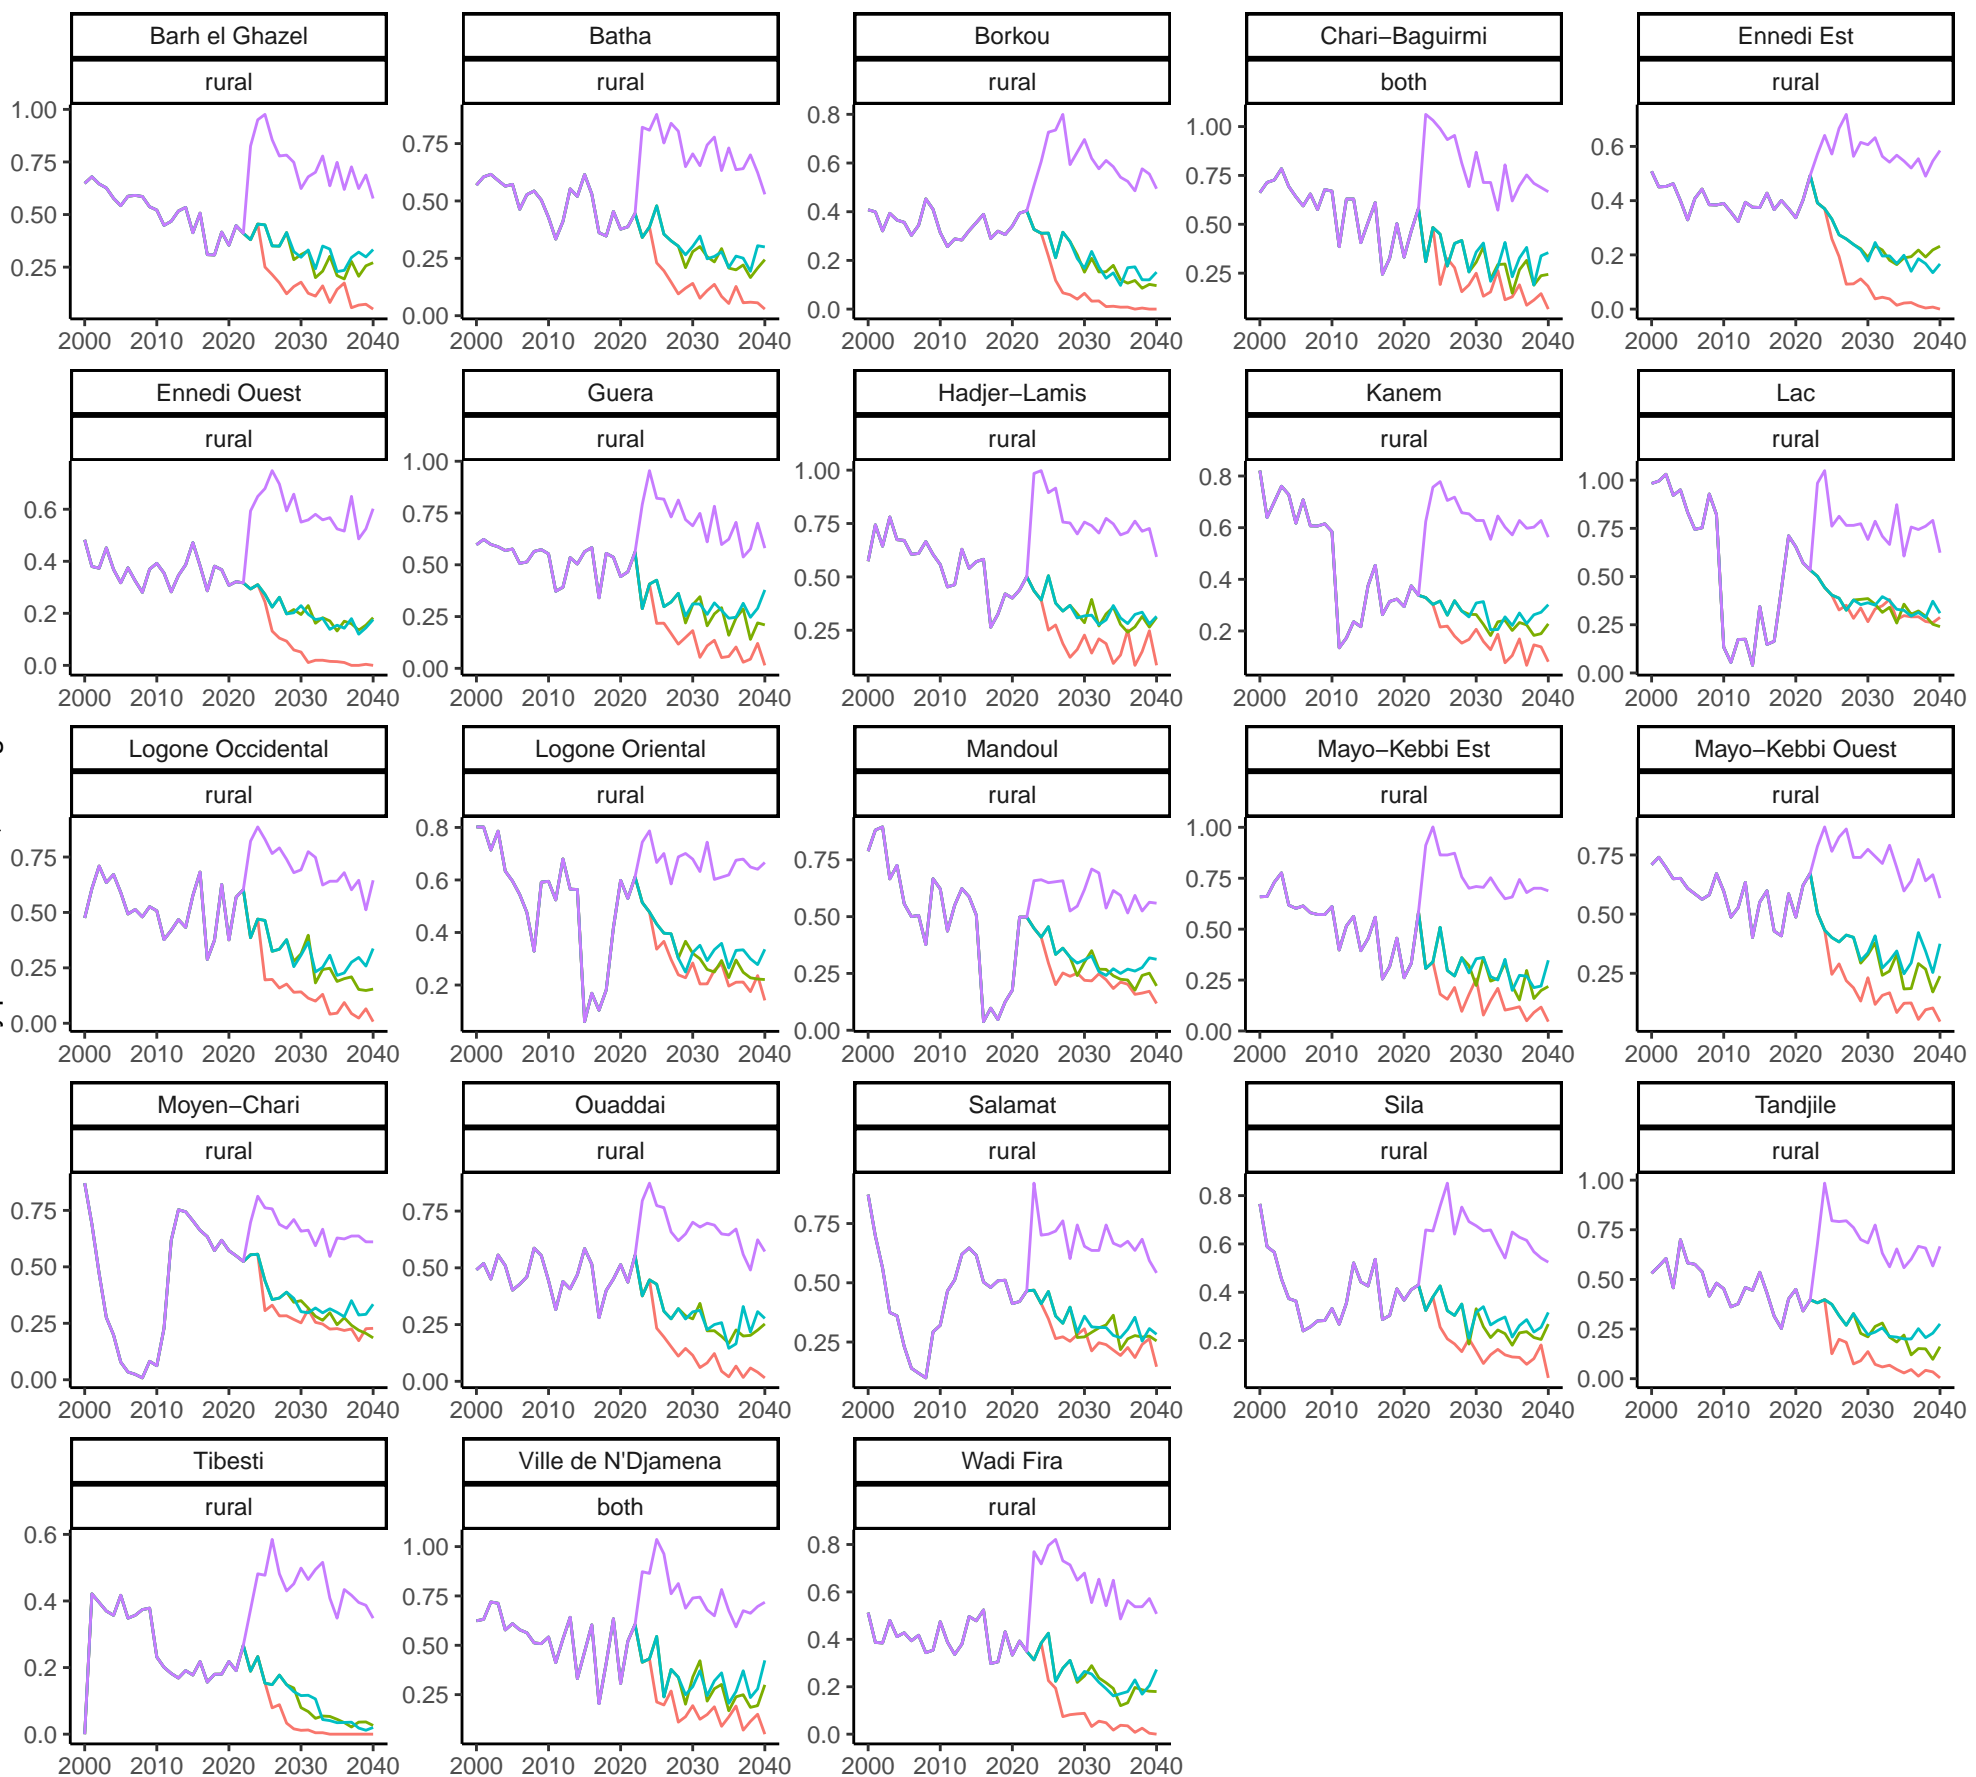 Barh el Ghazel Batha Borkou Chari−Baguirmi Ennedi Est
rural rural rural both rural
1.00 0.75 0.50 0.25
0.75 0.50 0.25 0.00
0.8 0.6 0.4 0.2 0.0
1.00 0.75 0.50 0.25
0.6 0.4 0.2 0.0
2000 2010 2020 2030 2040 2000 2010 2020 2030 2040 2000 2010 2020 2030 2040 2000 2010 2020 2030 2040 2000 2010 2020 2030 2040
Ennedi Ouest Guera Hadjer−Lamis Kanem Lac
rural rural rural rural rural
0.6 0.4 0.2 0.0
1.00 0.75 0.50 0.25 0.00
1.00 0.75 0.50 0.25
0.8 0.6 0.4 0.2
1.00 0.75 0.50 0.25 0.00
2000 2010 2020 2030 2040 2000 2010 2020 2030 2040 2000 2010 2020 2030 2040 2000 2010 2020 2030 2040 2000 2010 2020 2030 2040
Logone Occidental Logone Oriental Mandoul Mayo−Kebbi Est Mayo−Kebbi Ouest
rural rural rural rural rural
0.75 0.50 0.25 0.00
0.8 0.6 0.4 0.2
0.75 0.50 0.25 0.00
1.00 0.75 0.50 0.25 0.00
0.75 0.50 0.25
2000 2010 2020 2030 2040 2000 2010 2020 2030 2040 2000 2010 2020 2030 2040 2000 2010 2020 2030 2040 2000 2010 2020 2030 2040
Moyen−Chari Ouaddai Salamat Sila Tandjile
rural rural rural rural rural
0.75 0.50 0.25 0.00
0.75 0.50 0.25 0.00
0.75 0.50 0.25
0.8 0.6 0.4 0.2
1.00 0.75 0.50 0.25 0.00
2000 2010 2020 2030 2040 2000 2010 2020 2030 2040 2000 2010 2020 2030 2040 2000 2010 2020 2030 2040 2000 2010 2020 2030 2040
Tibesti Ville de N'Djamena Wadi Fira
rural both rural
0.6 0.4 0.2 0.0
1.00 0.75 0.50 0.25
0.8 0.6 0.4 0.2 0.0
2000 2010 2020 2030 2040 2000 2010 2020 2030 2040 2000 2010 2020 2030 2040